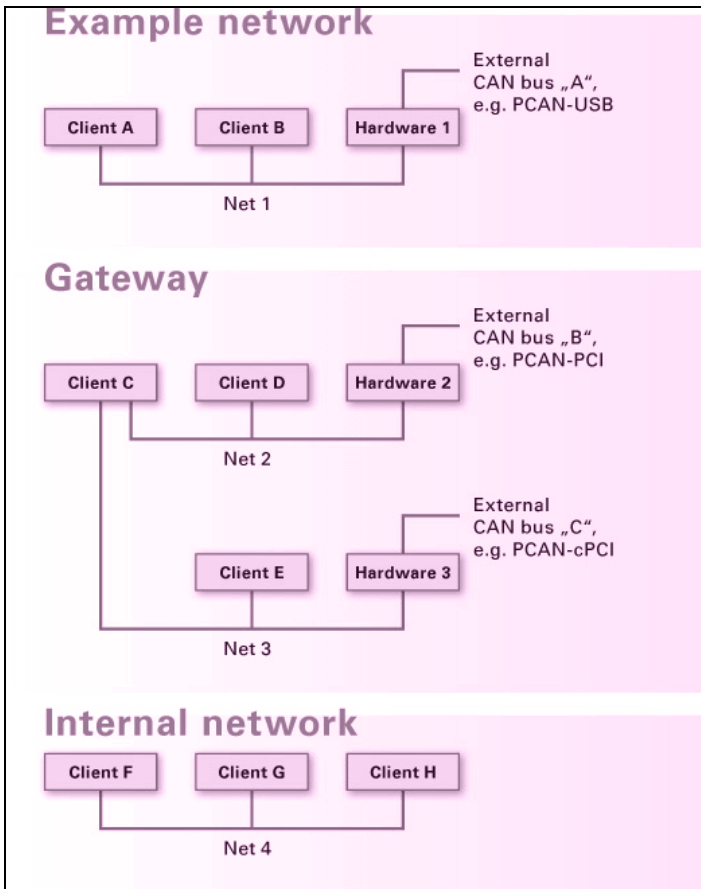 Example network
External
CAN bus „A“,
e.g. PCAN-USB
Client A
Client B
Hardware 1
Net 1
Gateway
External
CAN bus „B“,
e.g. PCAN-PCI
Client C
Client D
Hardware 2
Net 2
External
CAN bus „C“,
e.g. PCAN-cPCI
Client E
Hardware 3
Net 3
Internal network
Client F
Client G
Client H
Net 4